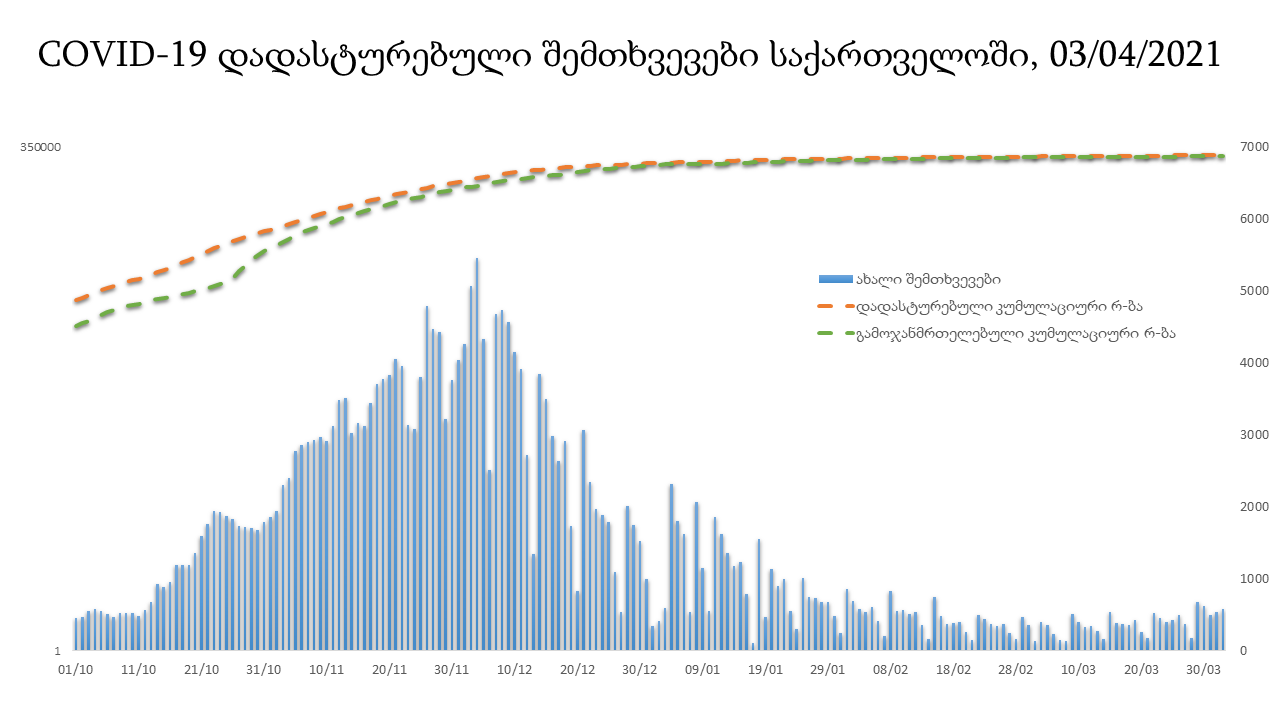 COVID-19 დადასტურებული შემთხვევები საქართველოში, 03/04/2021
350000
7000
6000
5000
4000
3000
2000
1000
0
1
ახალი შემთხვევები
დადასტურებული კუმულაციური რ-ბა
გამოჯანმრთელებული კუმულაციური რ-ბა
01/10 11/10 21/10 31/10 10/11 20/11 30/11 10/12 20/12 30/12 09/01 19/01 29/01 08/02 18/02 28/02 10/03 20/03 30/03